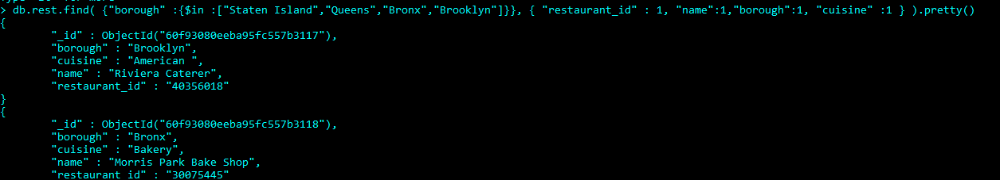 > db.rest.find( {"borough" :{$in :["Staten Island","Queens","Bronx","Brooklyn"]}}, { "restaurant_id" : 1, "name":1,"borough":1, "cuisine" :1 } ).pretty()
{
"_id" : ObjectId("60f93080eeba95fc557b3117"),
"borough" : "Brooklyn",
"cuisine" : "American ",
"name" : "Riviera Caterer",
"restaurant_id" : "40356018"
}
{
"_id" : ObjectId("60f93080eeba95fc557b3118"),
"borough" : "Bronx",
"cuisine" : "Bakery",
"name" : "Morris Park Bake Shop",
"restaurant_id" : "30075445"